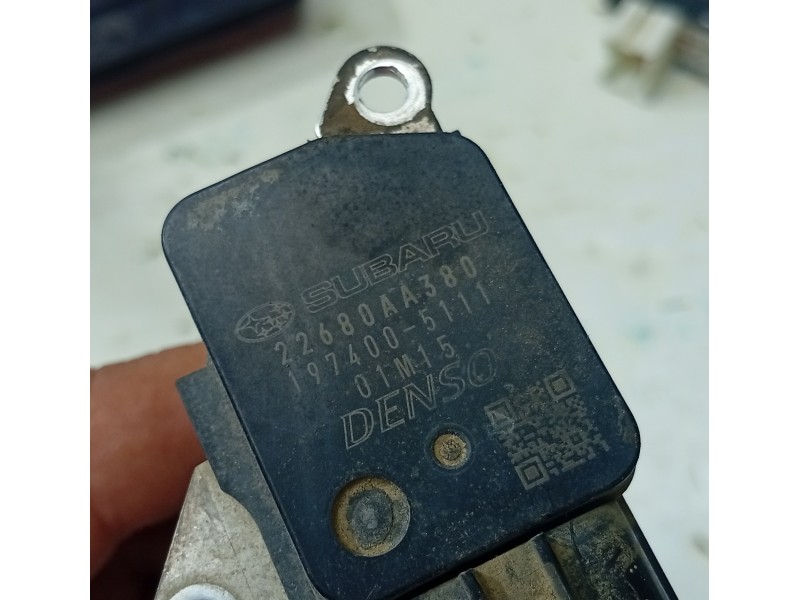 SUBARU
22680AA380
197400-5111
01M15
DENSO